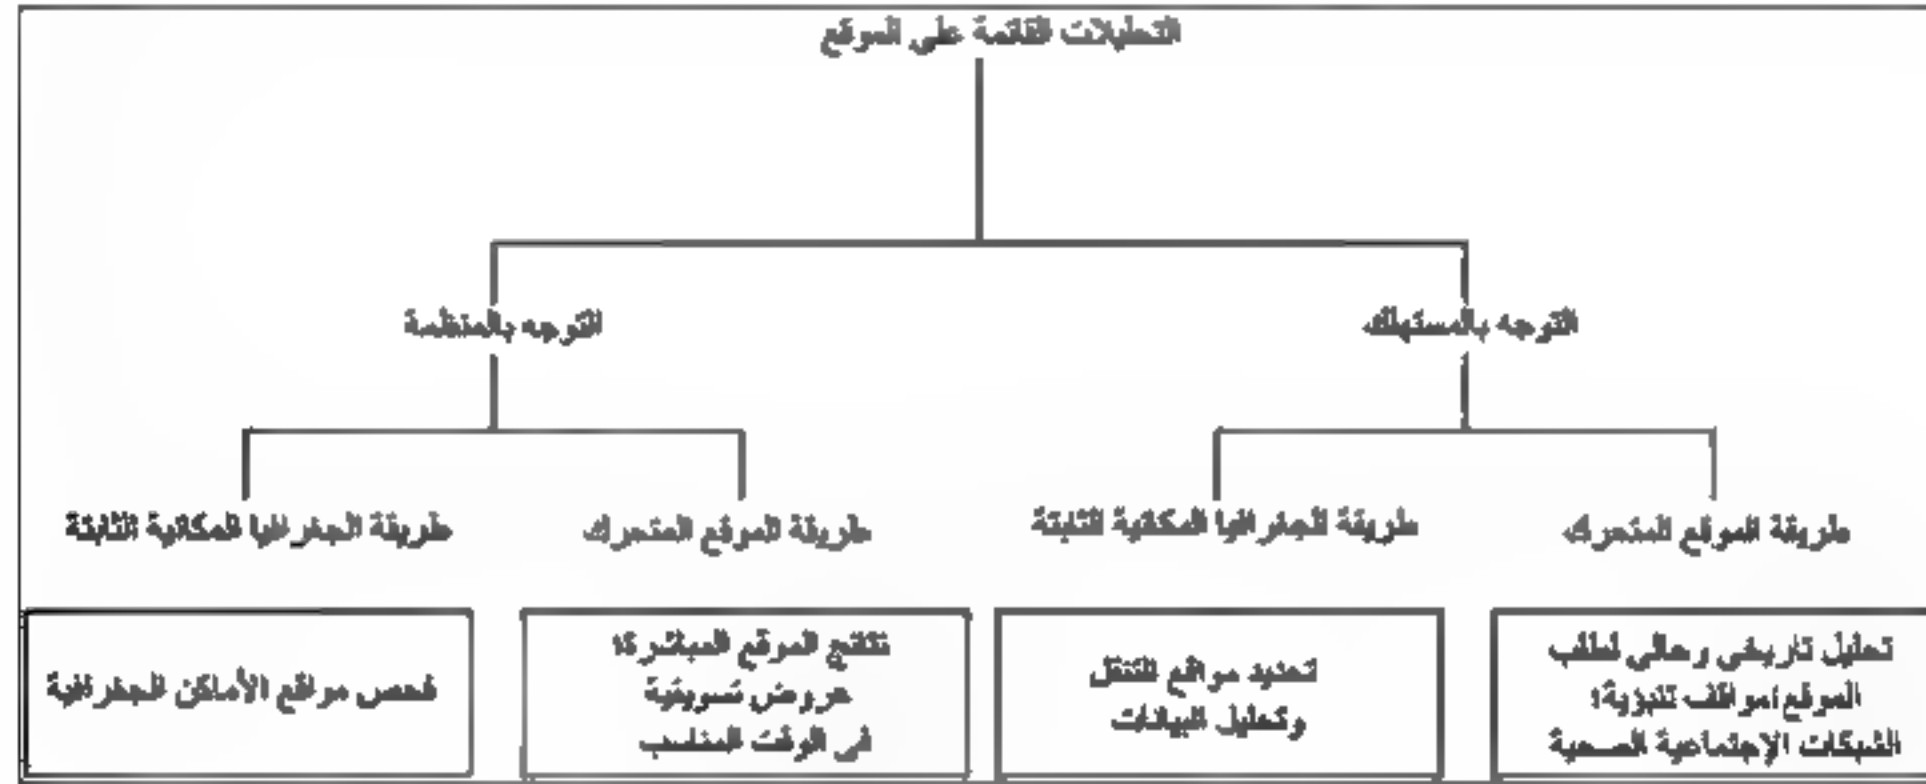 التحليلات القائمة على الموقع
التوجه بالمستهلك
التوجه بالمنظمة
طريقة الموقع المتحرك
طريقة الجغرافيا المكانية الثابتة
طريقة الموقع المتحرك
طريقة الجغرافيا المكانية الثابتة
تحليل تاريخي وحالي لطلب
الموقع؛ مواقف تنبؤية؛
الشبكات الإجتماعية الصحية
تحديد مواقع التنقل
وتحليل البيانات
نتائج الموقع المباشرة؛
عروض تسويقية
في الوقت المناسب
فحص مواقع الأماكن الجغرافية